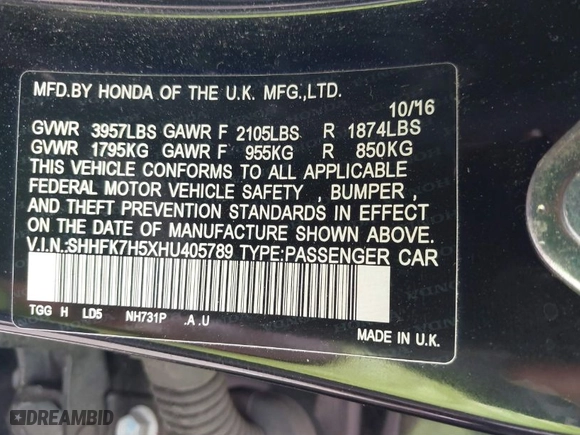 MFD.BY HONDA OF THE U.K. MFG.,LTD.
10/'16
GVWR 3957LBS GAWR F 2105LBS R 1874LBS
GVWR 1795KG GAWR F 955KG R 850KG
THIS VEHICLE CONFORMS TO ALL APPLICABLE
FEDERAL MOTOR VEHICLE SAFETY , BUMPER ,
AND THEFT PREVENTION STANDARDS IN EFFECT
ON THE DATE OF MANUFACTURE SHOWN ABOVE.
V.I.N.:SHHFK7H5XHU405789 TYPE:PASSENGER CAR
TGG H LD5 NH731P .A .U
MADE IN U.K.
DREAMBID